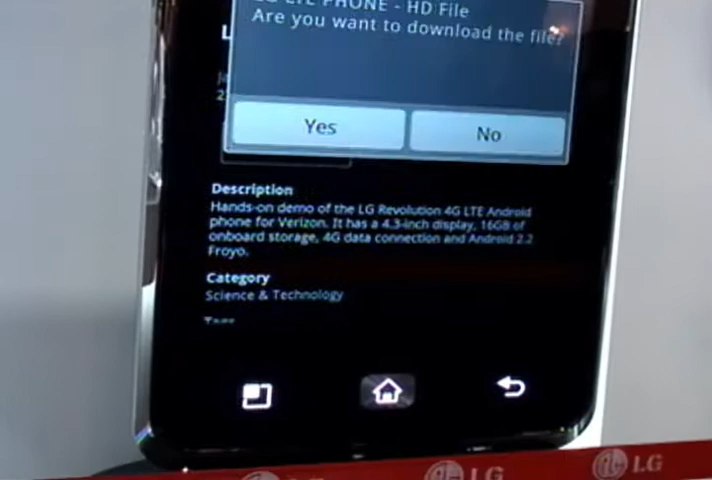 LTE PHONE - HD File
Are you want to download the file?
L
Yes
No
Description
Hands-on demo of the LG Revolution 4G LTE Android
phone for Verizon. It has a 4.3-inch display, 16GB of
onboard storage, 4G data connection and Android 2.2
Froyo.
Category
Science & Technology
LG
LG